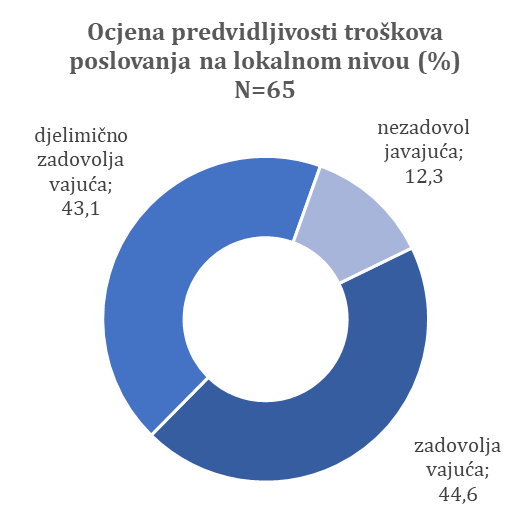 Ocjena predvidljivosti troškova
poslovanja na lokalnom nivou (%)
N=65
djelimično
zadovolja
vajuća;
43,1
nezadovol
javajuća;
12,3
zadovolja
vajuća;
44,6